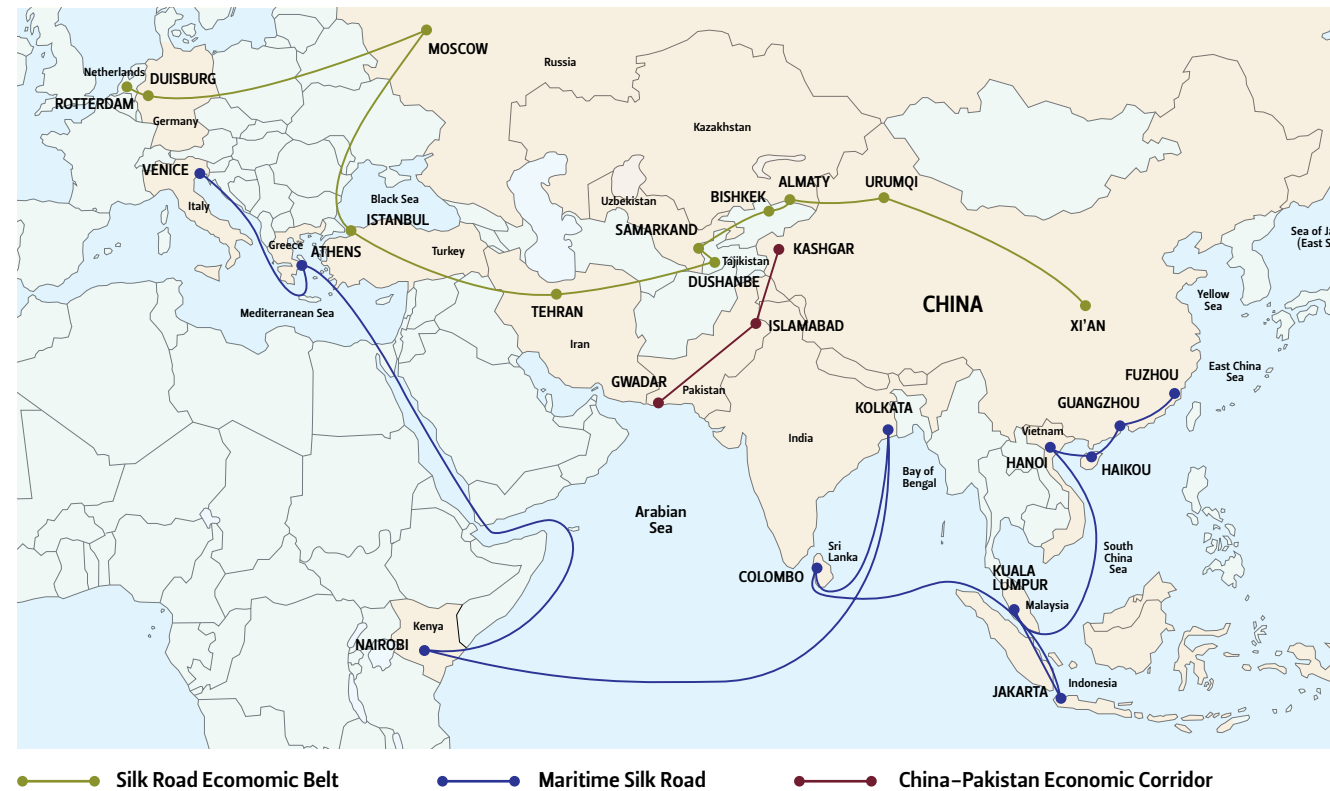 MOSCOW
Russia
Netherlands
DUISBURG
ROTTERDAM
Germany
Kazakhstan
VENICE
ALMATY
URUMQI
BISHKEK
Black Sea
Uzbekistan
Italy
ISTANBUL
SAMARKAND
Sea of Ja
(East S
Greece
ATHENS
Turkey
KASHGAR
Tajikistan
DUSHANBE
CHINA
Yellow
Sea
Mediterranean Sea
TEHRAN
ISLAMABAD
XI'AN
Iran
FUZHOU
East China
Sea
GWADAR
Pakistan
KOLKATA
GUANGZHOU
India
Vietnam
HANOI
HAIKOU
Bay of
Bengal
Arabian
Sea
Sri
Lanka
South
China
Sea
COLOMBO
KUALA
LUMPUR
Malaysia
Kenya
NAIROBI
JAKARTA
Indonesia
Silk Road Ecomomic Belt
Maritime Silk Road
China–Pakistan Economic Corridor